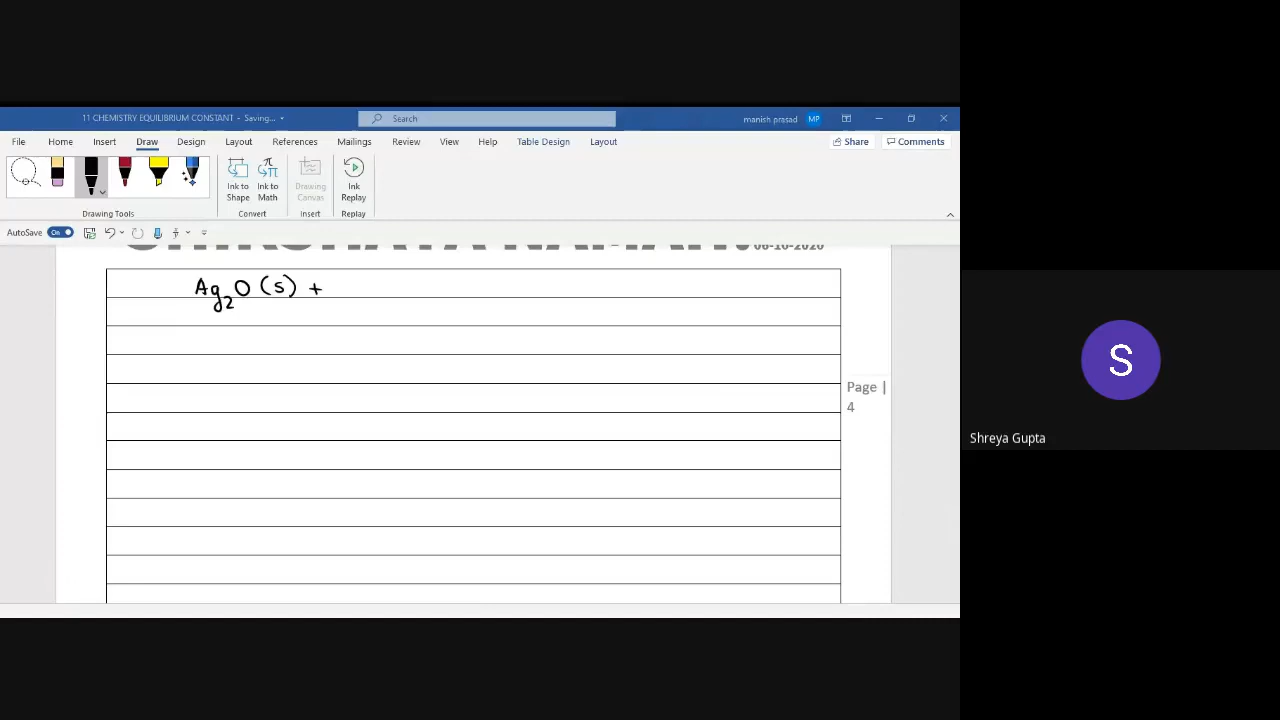 11 CHEMISTRY EQUILIBRIUM CONSTANT - Saving...
Search
manish prasad MP
File Home Insert Draw Design Layout References Mailings Review View Help Table Design Layout
Share Comments
Ink to Shape
Ink to Math
Drawing Canvas
Ink Replay
Drawing Tools Convert Insert Replay
AutoSave On
06-10-2020
Ag₂O (s) +
Page | 4
S
Shreya Gupta